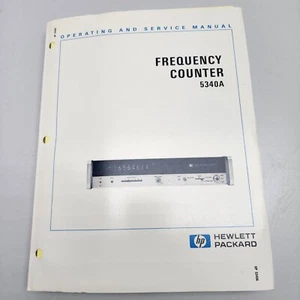 OPERATING AND SERVICE MANUAL
FREQUENCY
COUNTER
5340A
hp
HEWLETT
PACKARD